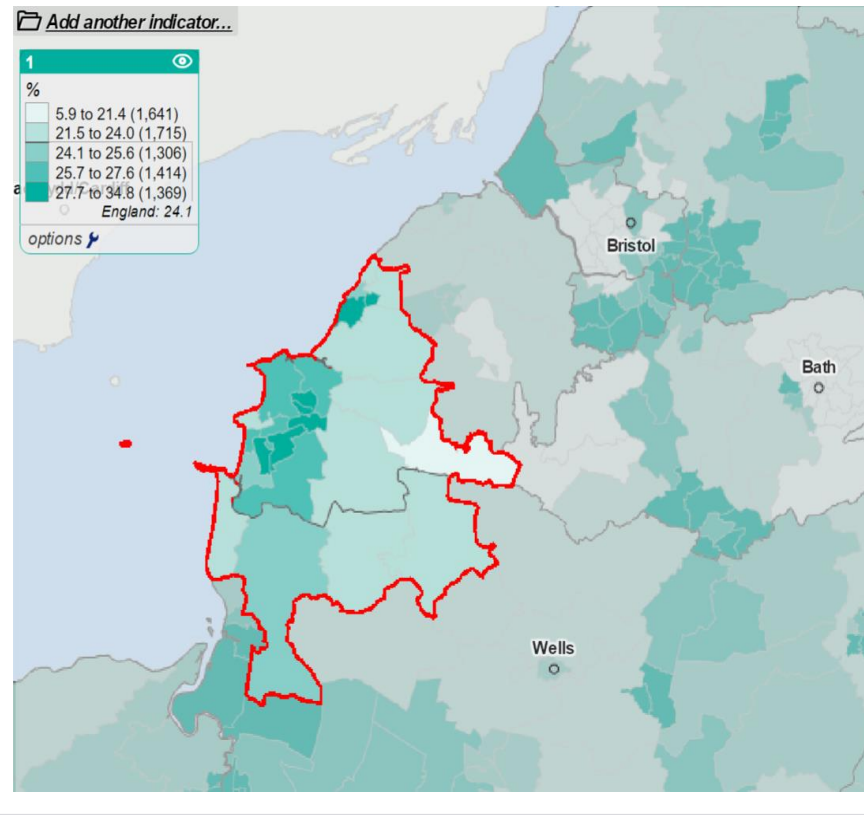 Add another indicator...
1
%
5.9 to 21.4 (1,641)
21.5 to 24.0 (1,715)
24.1 to 25.6 (1,306)
25.7 to 27.6 (1,414)
27.7 to 34.8 (1,369)
England: 24.1
options
Bristol
Bath
Wells